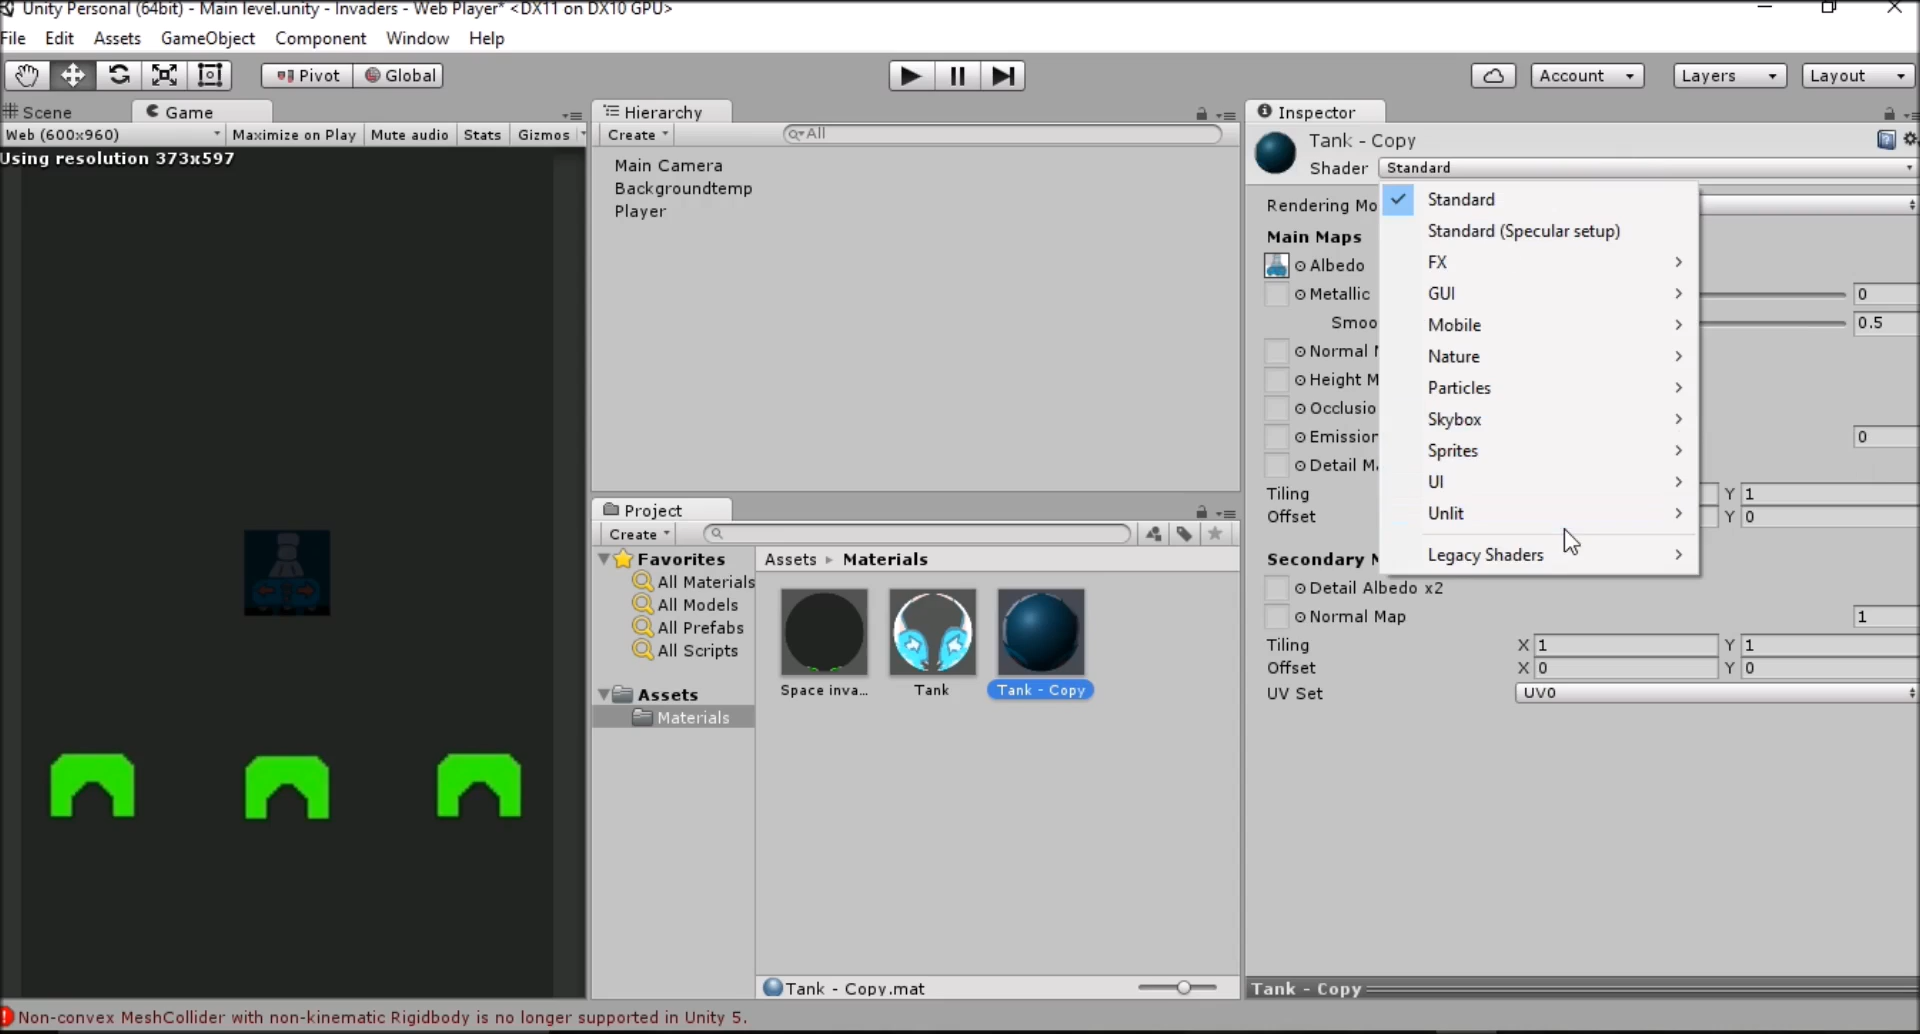 Unity Personal (64bit) - Main level.unity - Invaders - Web Player* <DX11 on DX10 GPU>
File Edit Assets GameObject Component Window Help
Pivot Global Account Layers Layout
Scene Game
Web (600x960) Maximize on Play Mute audio Stats Gizmos
Using resolution 373x597
Hierarchy
Create All
Main Camera
Backgroundtemp
Player
Project
Create
Favorites
All Materials
All Models
All Prefabs
All Scripts
Assets
Materials
Assets Materials
Space inva... Tank Tank - Copy
Tank - Copy.mat
Inspector
Tank - Copy
Shader Standard
Rendering Mo
Main Maps
Albedo
Metallic 0
Smoo 0.5
Normal
Height M
Occlusio
Emission 0
Detail M
Tiling Y 1
Offset Y 0
Standard
Standard (Specular setup)
FX
GUI
Mobile
Nature
Particles
Skybox
Sprites
UI
Unlit
Legacy Shaders
Secondary
Detail Albedo x2
Normal Map 1
Tiling X 1 Y 1
Offset X 0 Y 0
UV Set UV0
Tank - Copy
Non-convex MeshCollider with non-kinematic Rigidbody is no longer supported in Unity 5.